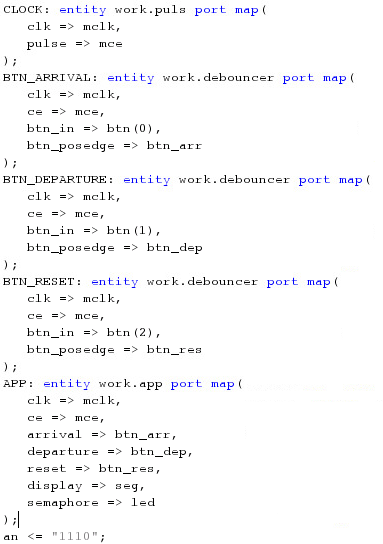 CLOCK: entity work.puls port map(
clk => mclk,
pulse => mce
);
BTN_ARRIVAL: entity work.debouncer port map(
clk => mclk,
ce => mce,
btn_in => btn(0),
btn_posedge => btn_arr
);
BTN_DEPARTURE: entity work.debouncer port map(
clk => mclk,
ce => mce,
btn_in => btn(1),
btn_posedge => btn_dep
);
BTN_RESET: entity work.debouncer port map(
clk => mclk,
ce => mce,
btn_in => btn(2),
btn_posedge => btn_res
);
APP: entity work.app port map(
clk => mclk,
ce => mce,
arrival => btn_arr,
departure => btn_dep,
reset => btn_res,
display => seg,
semaphore => led
);
an <= "1110";